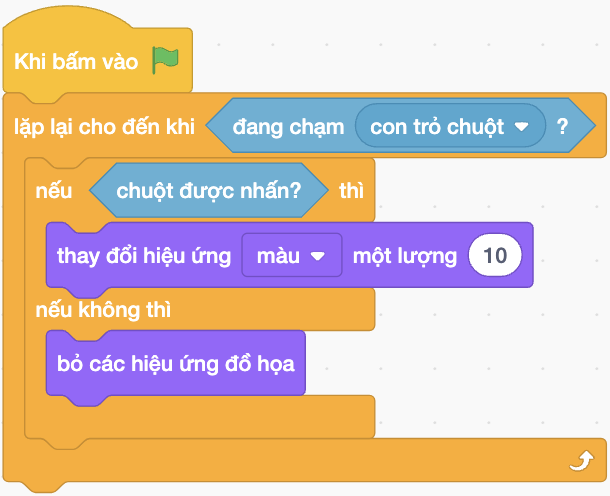 Khi bấm vào
lặp lại cho đến khi đang chạm con trỏ chuột ?
nếu chuột được nhấn? thì
thay đổi hiệu ứng màu một lượng 10
nếu không thì
bỏ các hiệu ứng đồ họa